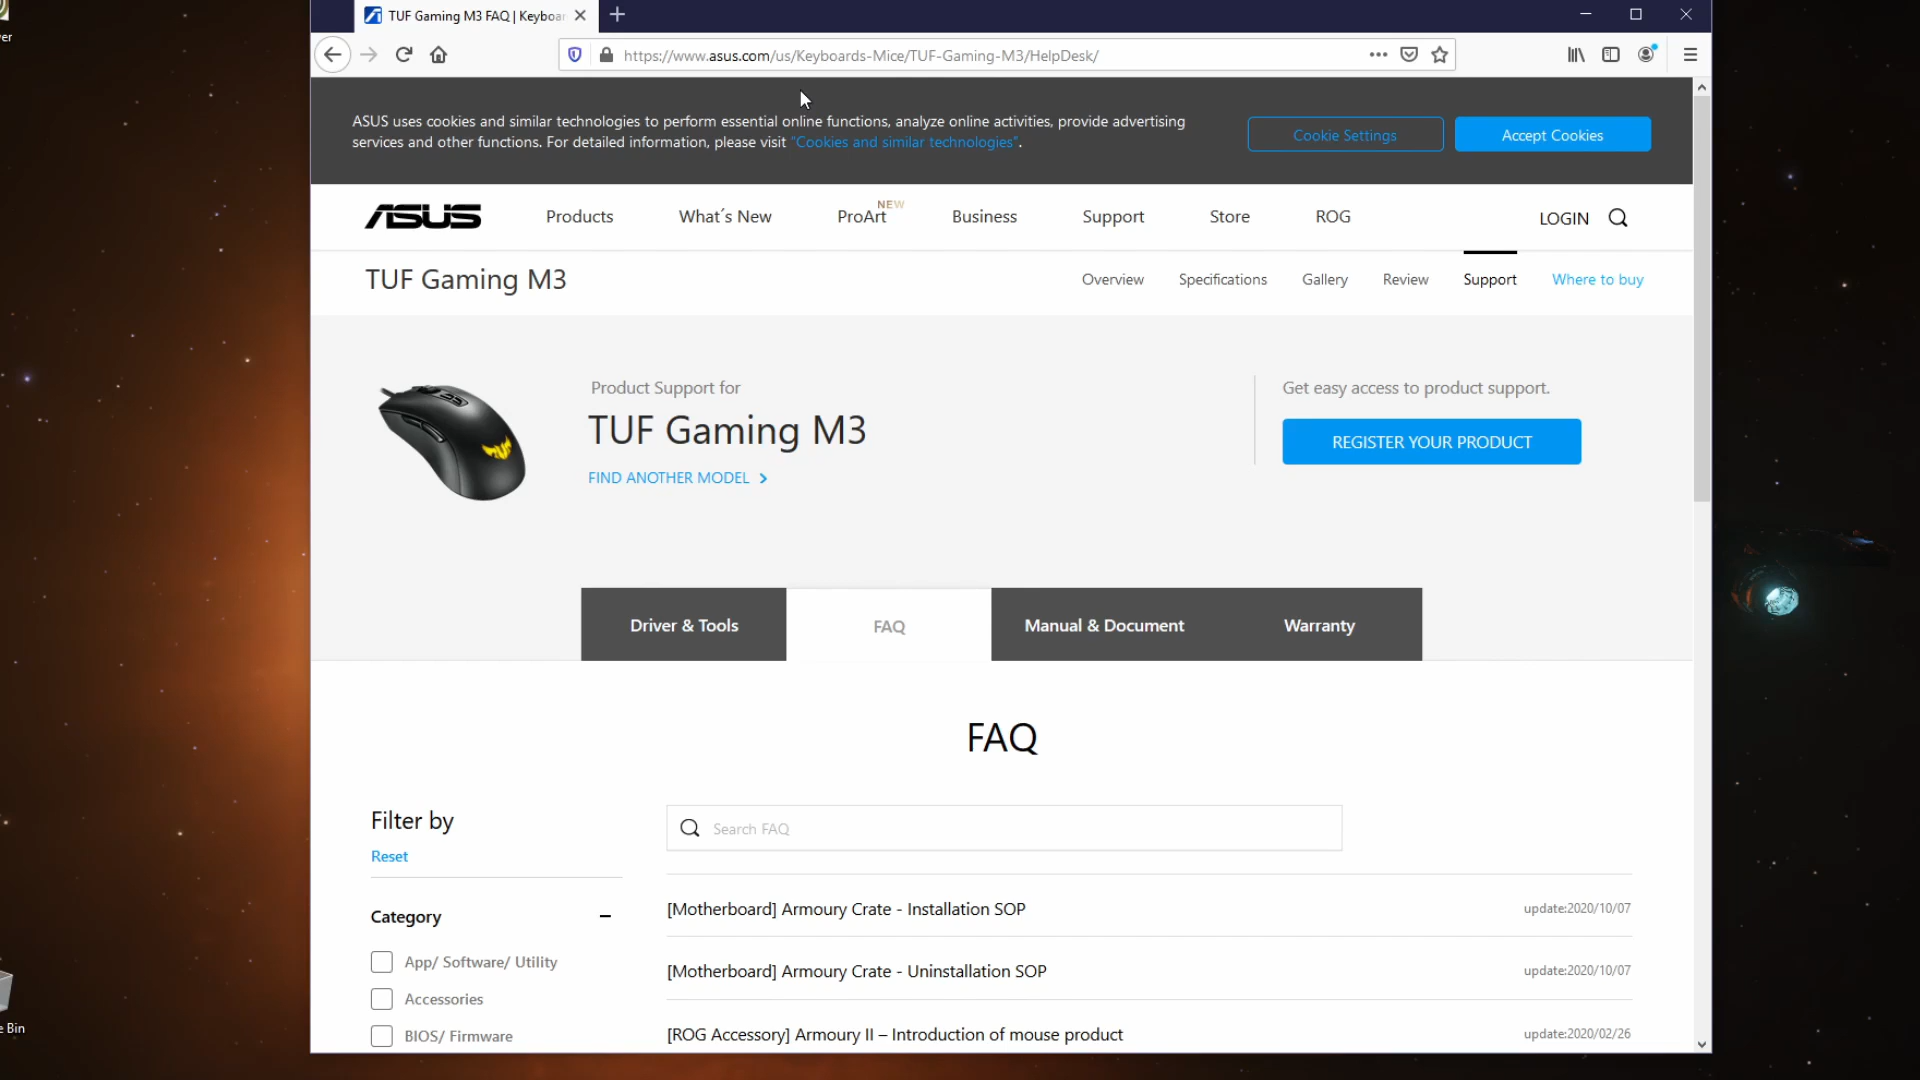 TUF Gaming M3 FAQ | Keyboa
https://www.asus.com/us/Keyboards-Mice/TUF-Gaming-M3/HelpDesk/
ASUS uses cookies and similar technologies to perform essential online functions, analyze online activities, provide advertising
services and other functions. For detailed information, please visit "Cookies and similar technologies".
Cookie Settings
Accept Cookies
ASUS
Products
What´s New
ProArt
NEW
Business
Support
Store
ROG
LOGIN
TUF Gaming M3
Overview
Specifications
Gallery
Review
Support
Where to buy
Product Support for
TUF Gaming M3
FIND ANOTHER MODEL
Get easy access to product support.
REGISTER YOUR PRODUCT
Driver & Tools
FAQ
Manual & Document
Warranty
FAQ
Filter by
Reset
Search FAQ
Category
App/ Software/ Utility
Accessories
BIOS/ Firmware
[Motherboard] Armoury Crate - Installation SOP
update:2020/10/07
[Motherboard] Armoury Crate - Uninstallation SOP
update:2020/10/07
[ROG Accessory] Armoury II – Introduction of mouse product
update:2020/02/26
er
e Bin